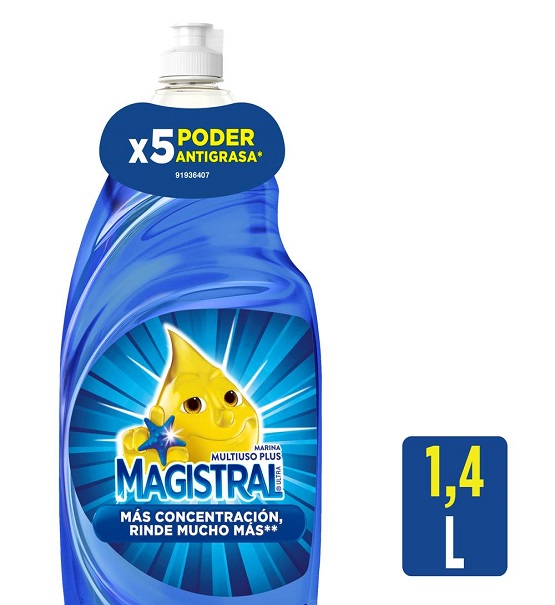 x5 PODER
ANTIGRASA*
91936407
MARINA
MULTIUSO PLUS
MAGISTRAL
® ULTRA
MÁS CONCENTRACIÓN,
RINDE MUCHO MÁS**
1,4
L